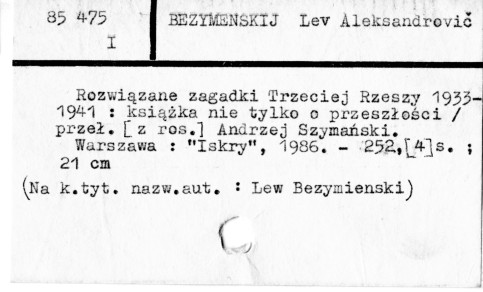 85 475 BEZYMENSKIJ Lev Aleksandrovič
I
Rozwiązane zagadki Trzeciej Rzeszy 1933-
1941 : książka nie tylko o przeszłości /
przeł. [ z ros.] Andrzej Szymański.
Warszawa : "Iskry", 1986. - 252,[4]s. ;
21 cm
(Na k.tyt. nazw.aut. : Lew Bezymienski)